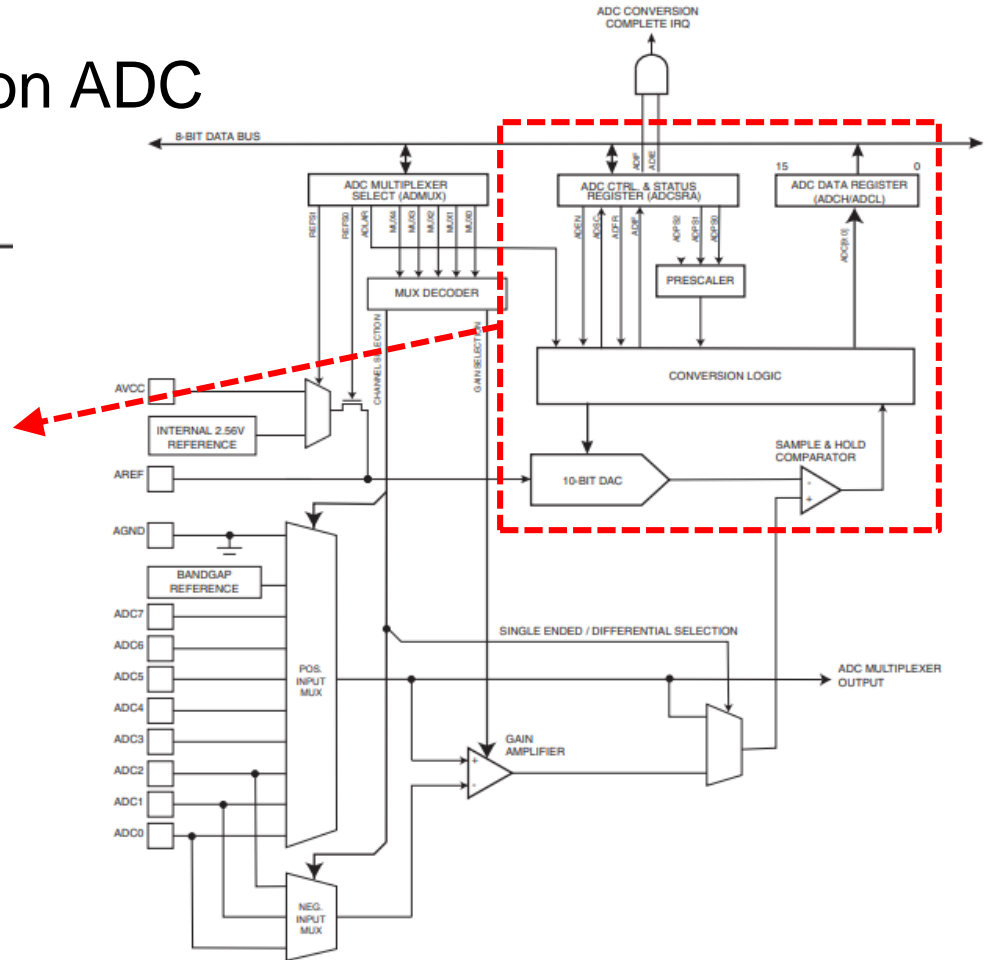 on ADC
ADC CONVERSION
COMPLETE IRQ
8-BIT DATA BUS
ADIF
ADIE
15
0
ADC MULTIPLEXER
SELECT (ADMUX)
ADC CTRL. & STATUS
REGISTER (ADCSRA)
ADC DATA REGISTER
(ADCH/ADCL)
REFS1
REFS0
ADLAR
MUX4
MUX3
MUX2
MUX1
MUX0
ADEN
ADSC
ADFR
ADIF
ADPS2
ADPS1
ADPS0
ADC[9:0]
PRESCALER
MUX DECODER
CHANNEL SELECTION
GAIN SELECTION
CONVERSION LOGIC
AVCC
INTERNAL 2.56V
REFERENCE
SAMPLE & HOLD
COMPARATOR
AREF
10-BIT DAC
-
+
AGND
BANDGAP
REFERENCE
ADC7
SINGLE ENDED / DIFFERENTIAL SELECTION
ADC6
ADC5
POS.
INPUT
MUX
ADC MULTIPLEXER
OUTPUT
ADC4
ADC3
GAIN
AMPLIFIER
+
-
ADC2
ADC1
ADC0
NEG.
INPUT
MUX